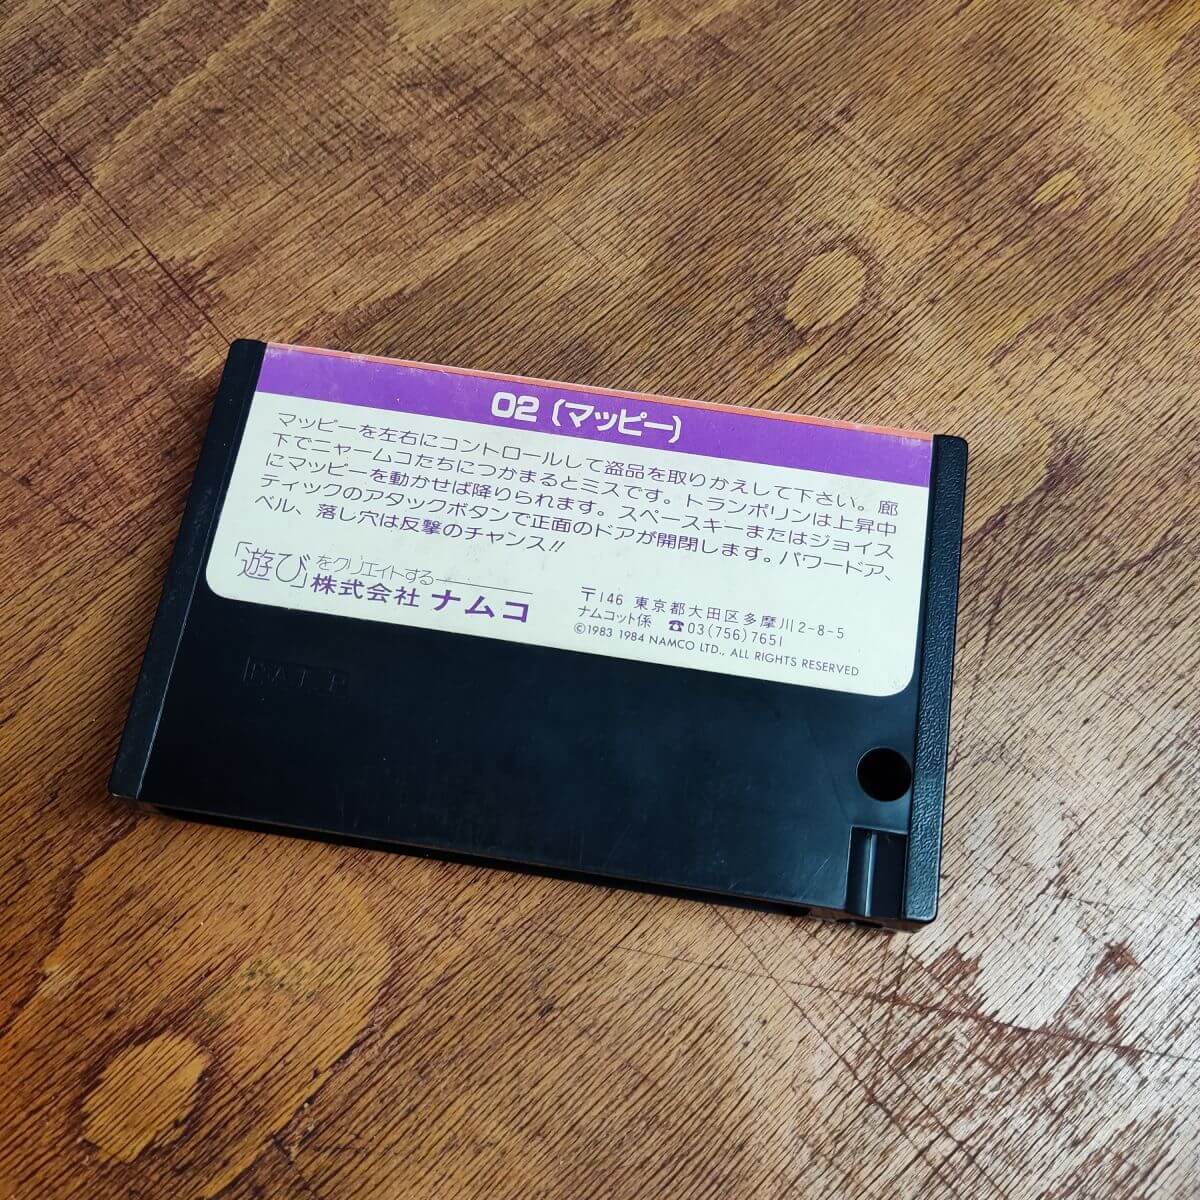 02 (マッピー)
マッピーを左右にコントロールして盗品を取りかえして下さい。廊
下でニャームコたちにつかまるとミスです。トランポリンは上昇中
にマッピーを動かせば降りられます。スペースキーまたはジョイス
ティックのアタックボタンで正面のドアが開閉します。パワードア、
ベル、落し穴は反撃のチャンス!!
「遊び」をクリエイトする
株式会社 ナムコ
〒146 東京都大田区多摩川2-8-5
ナムコット係 ☎03(756)7651
©1983 1984 NAMCO LTD., ALL RIGHTS RESERVED